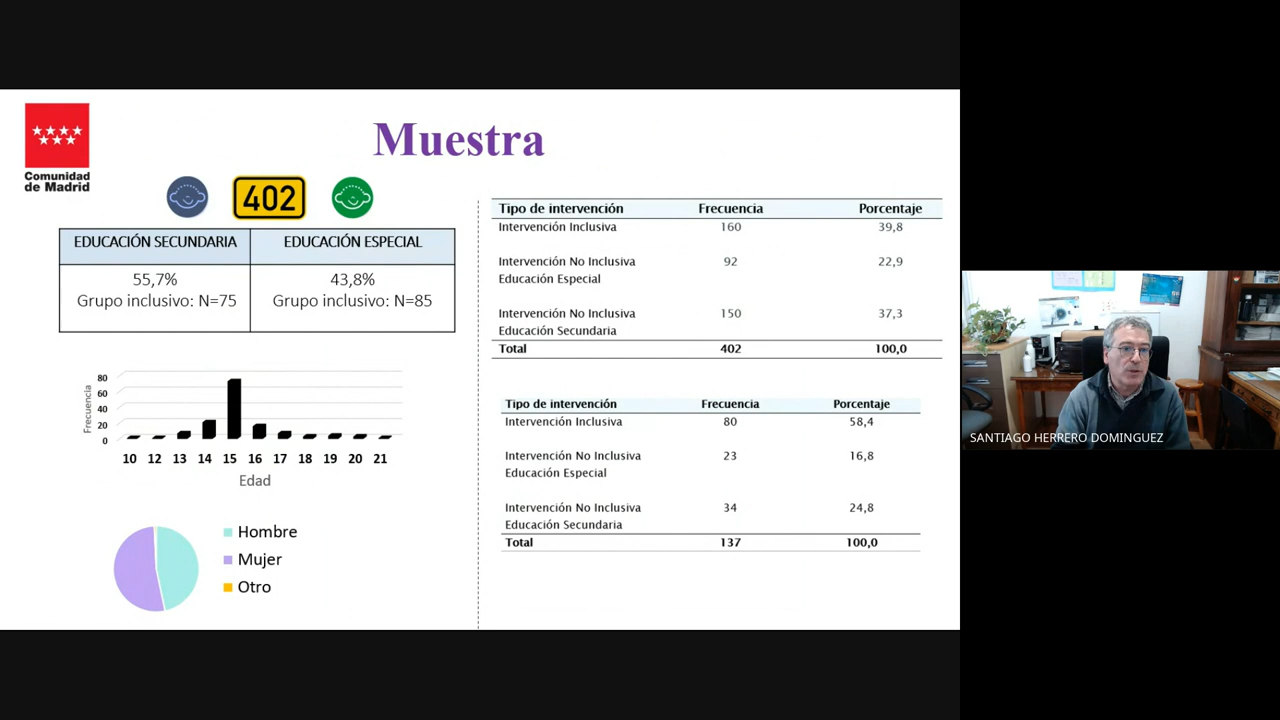 Comunidad
de Madrid
Muestra
402
EDUCACIÓN SECUNDARIA
EDUCACIÓN ESPECIAL
55,7%
Grupo inclusivo: N=75
43,8%
Grupo inclusivo: N=85
Frecuencia
80
60
40
20
0
10 12 13 14 15 16 17 18 19 20 21
Edad
Hombre
Mujer
Otro
Tipo de intervención Frecuencia Porcentaje
Intervención Inclusiva 160 39,8
Intervención No Inclusiva 92 22,9
Educación Especial
Intervención No Inclusiva 150 37,3
Educación Secundaria
Total 402 100,0
Tipo de intervención Frecuencia Porcentaje
Intervención Inclusiva 80 58,4
Intervención No Inclusiva 23 16,8
Educación Especial
Intervención No Inclusiva 34 24,8
Educación Secundaria
Total 137 100,0
SANTIAGO HERRERO DOMINGUEZ